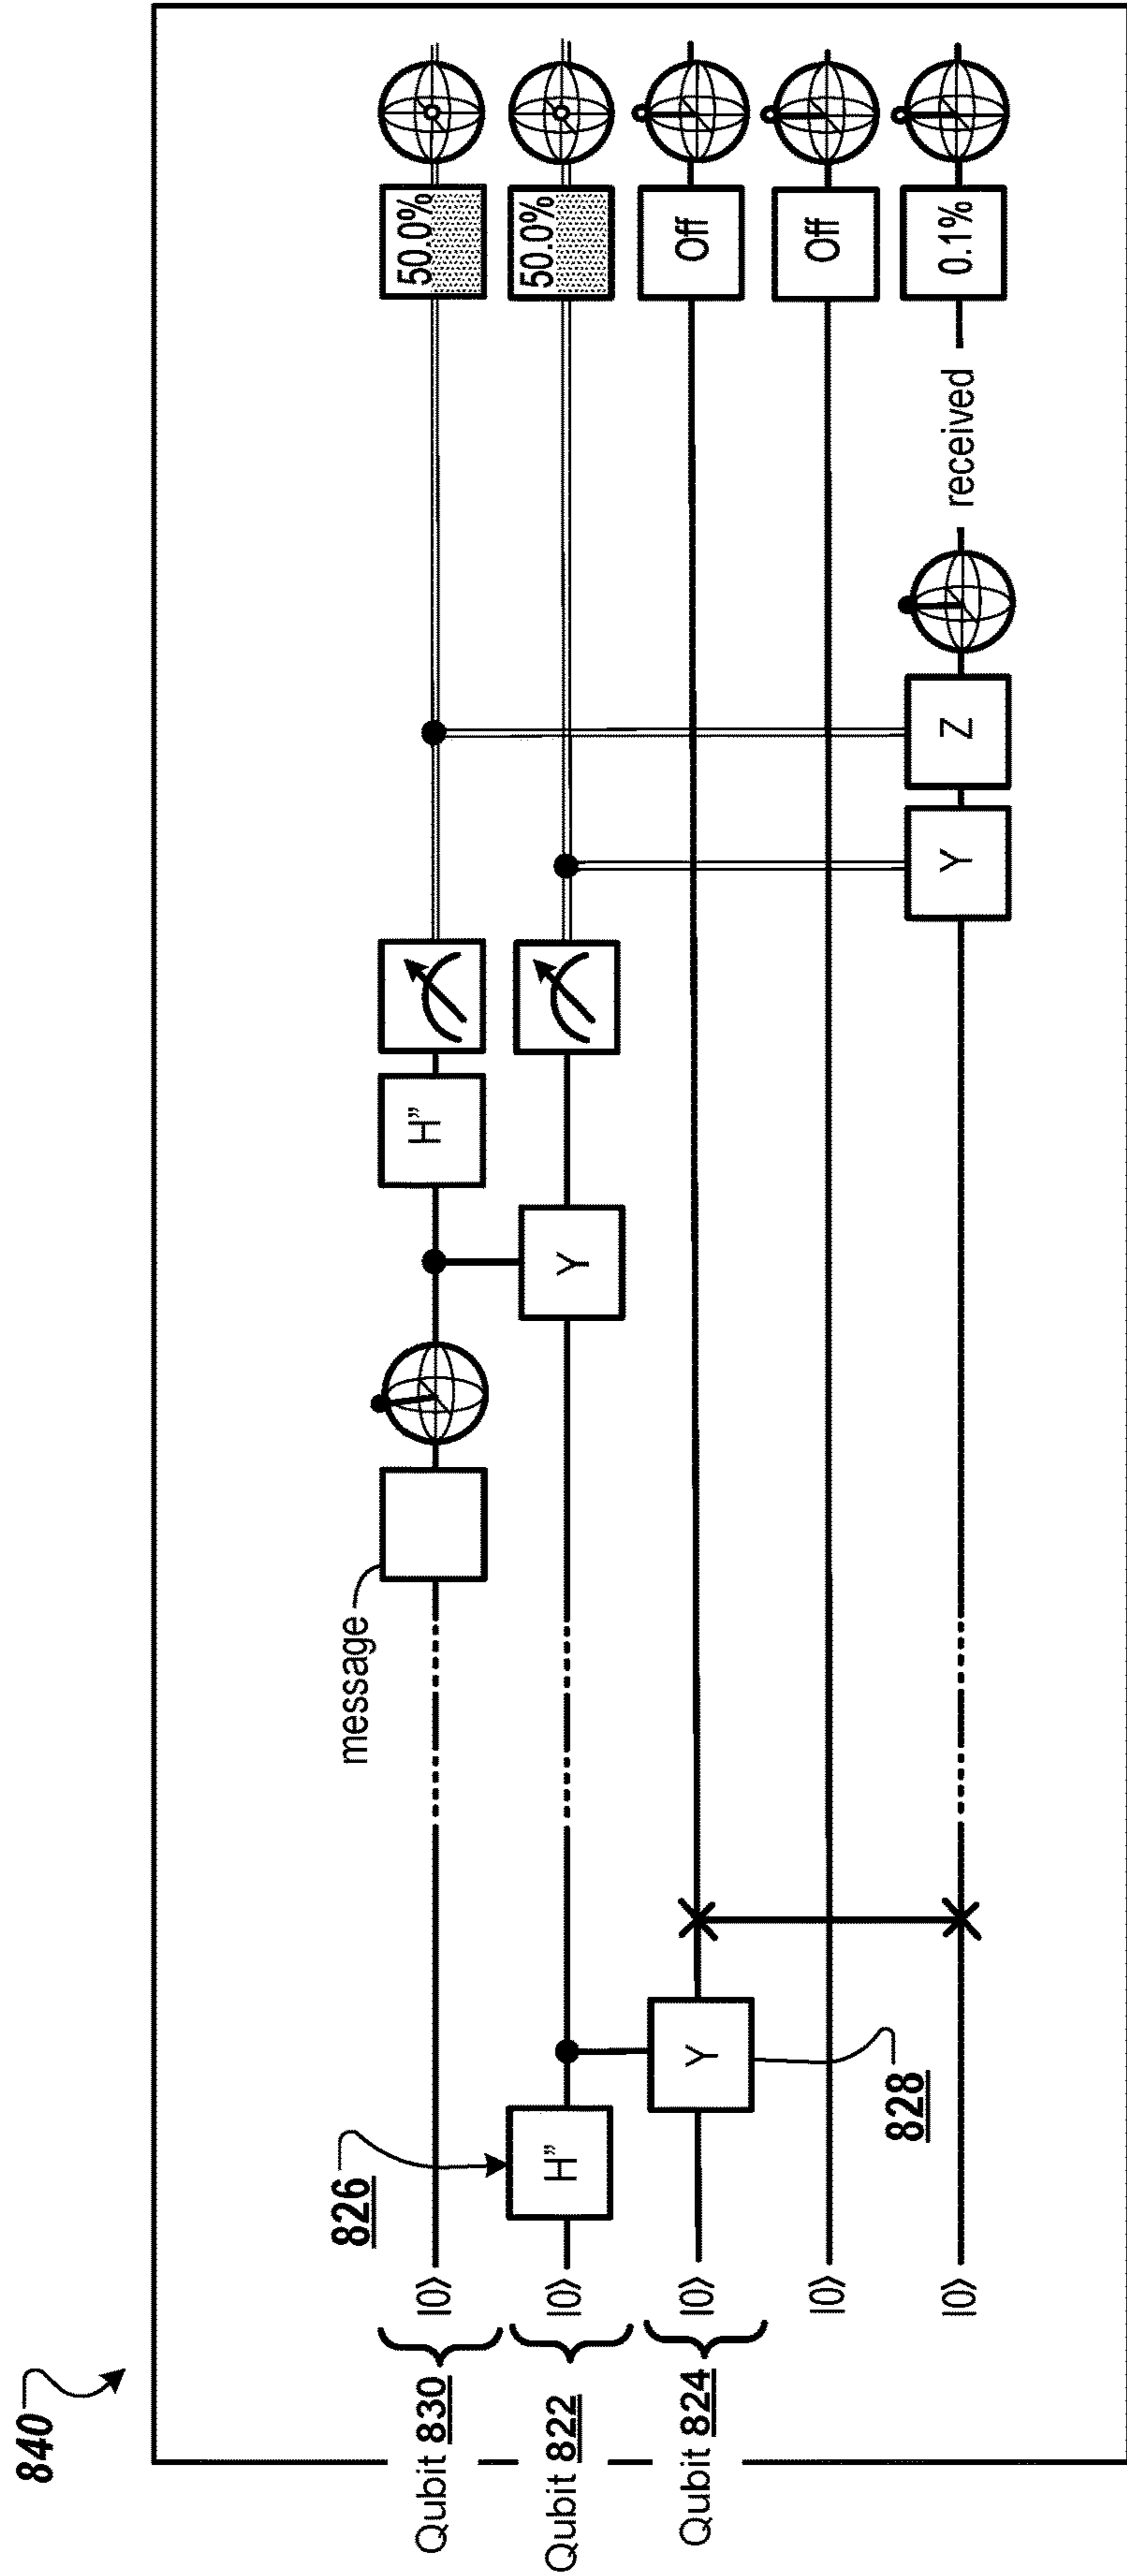 840
Qubit 830
Qubit 822
Qubit 824
|0⟩
|0⟩
|0⟩
|0⟩
|0⟩
826
H”
Y
828
message
Y
H”
Y
Z
received
50.0%
50.0%
Off
Off
0.1%